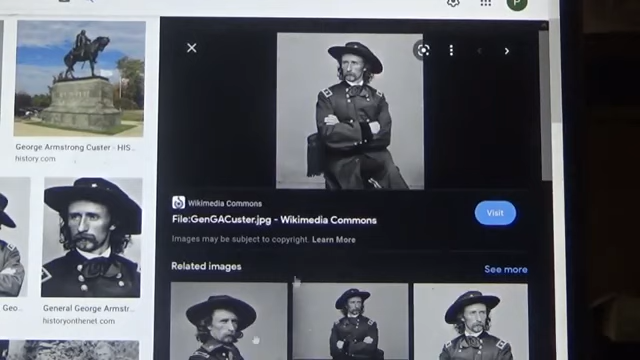 P
George Armstrong Custer - HIS...
history.com
Wikimedia Commons
File:GenGACuster.jpg - Wikimedia Commons
Visit
Images may be subject to copyright. Learn More
Related images
See more
Geo...
General George Armstr...
historyonthenet.com